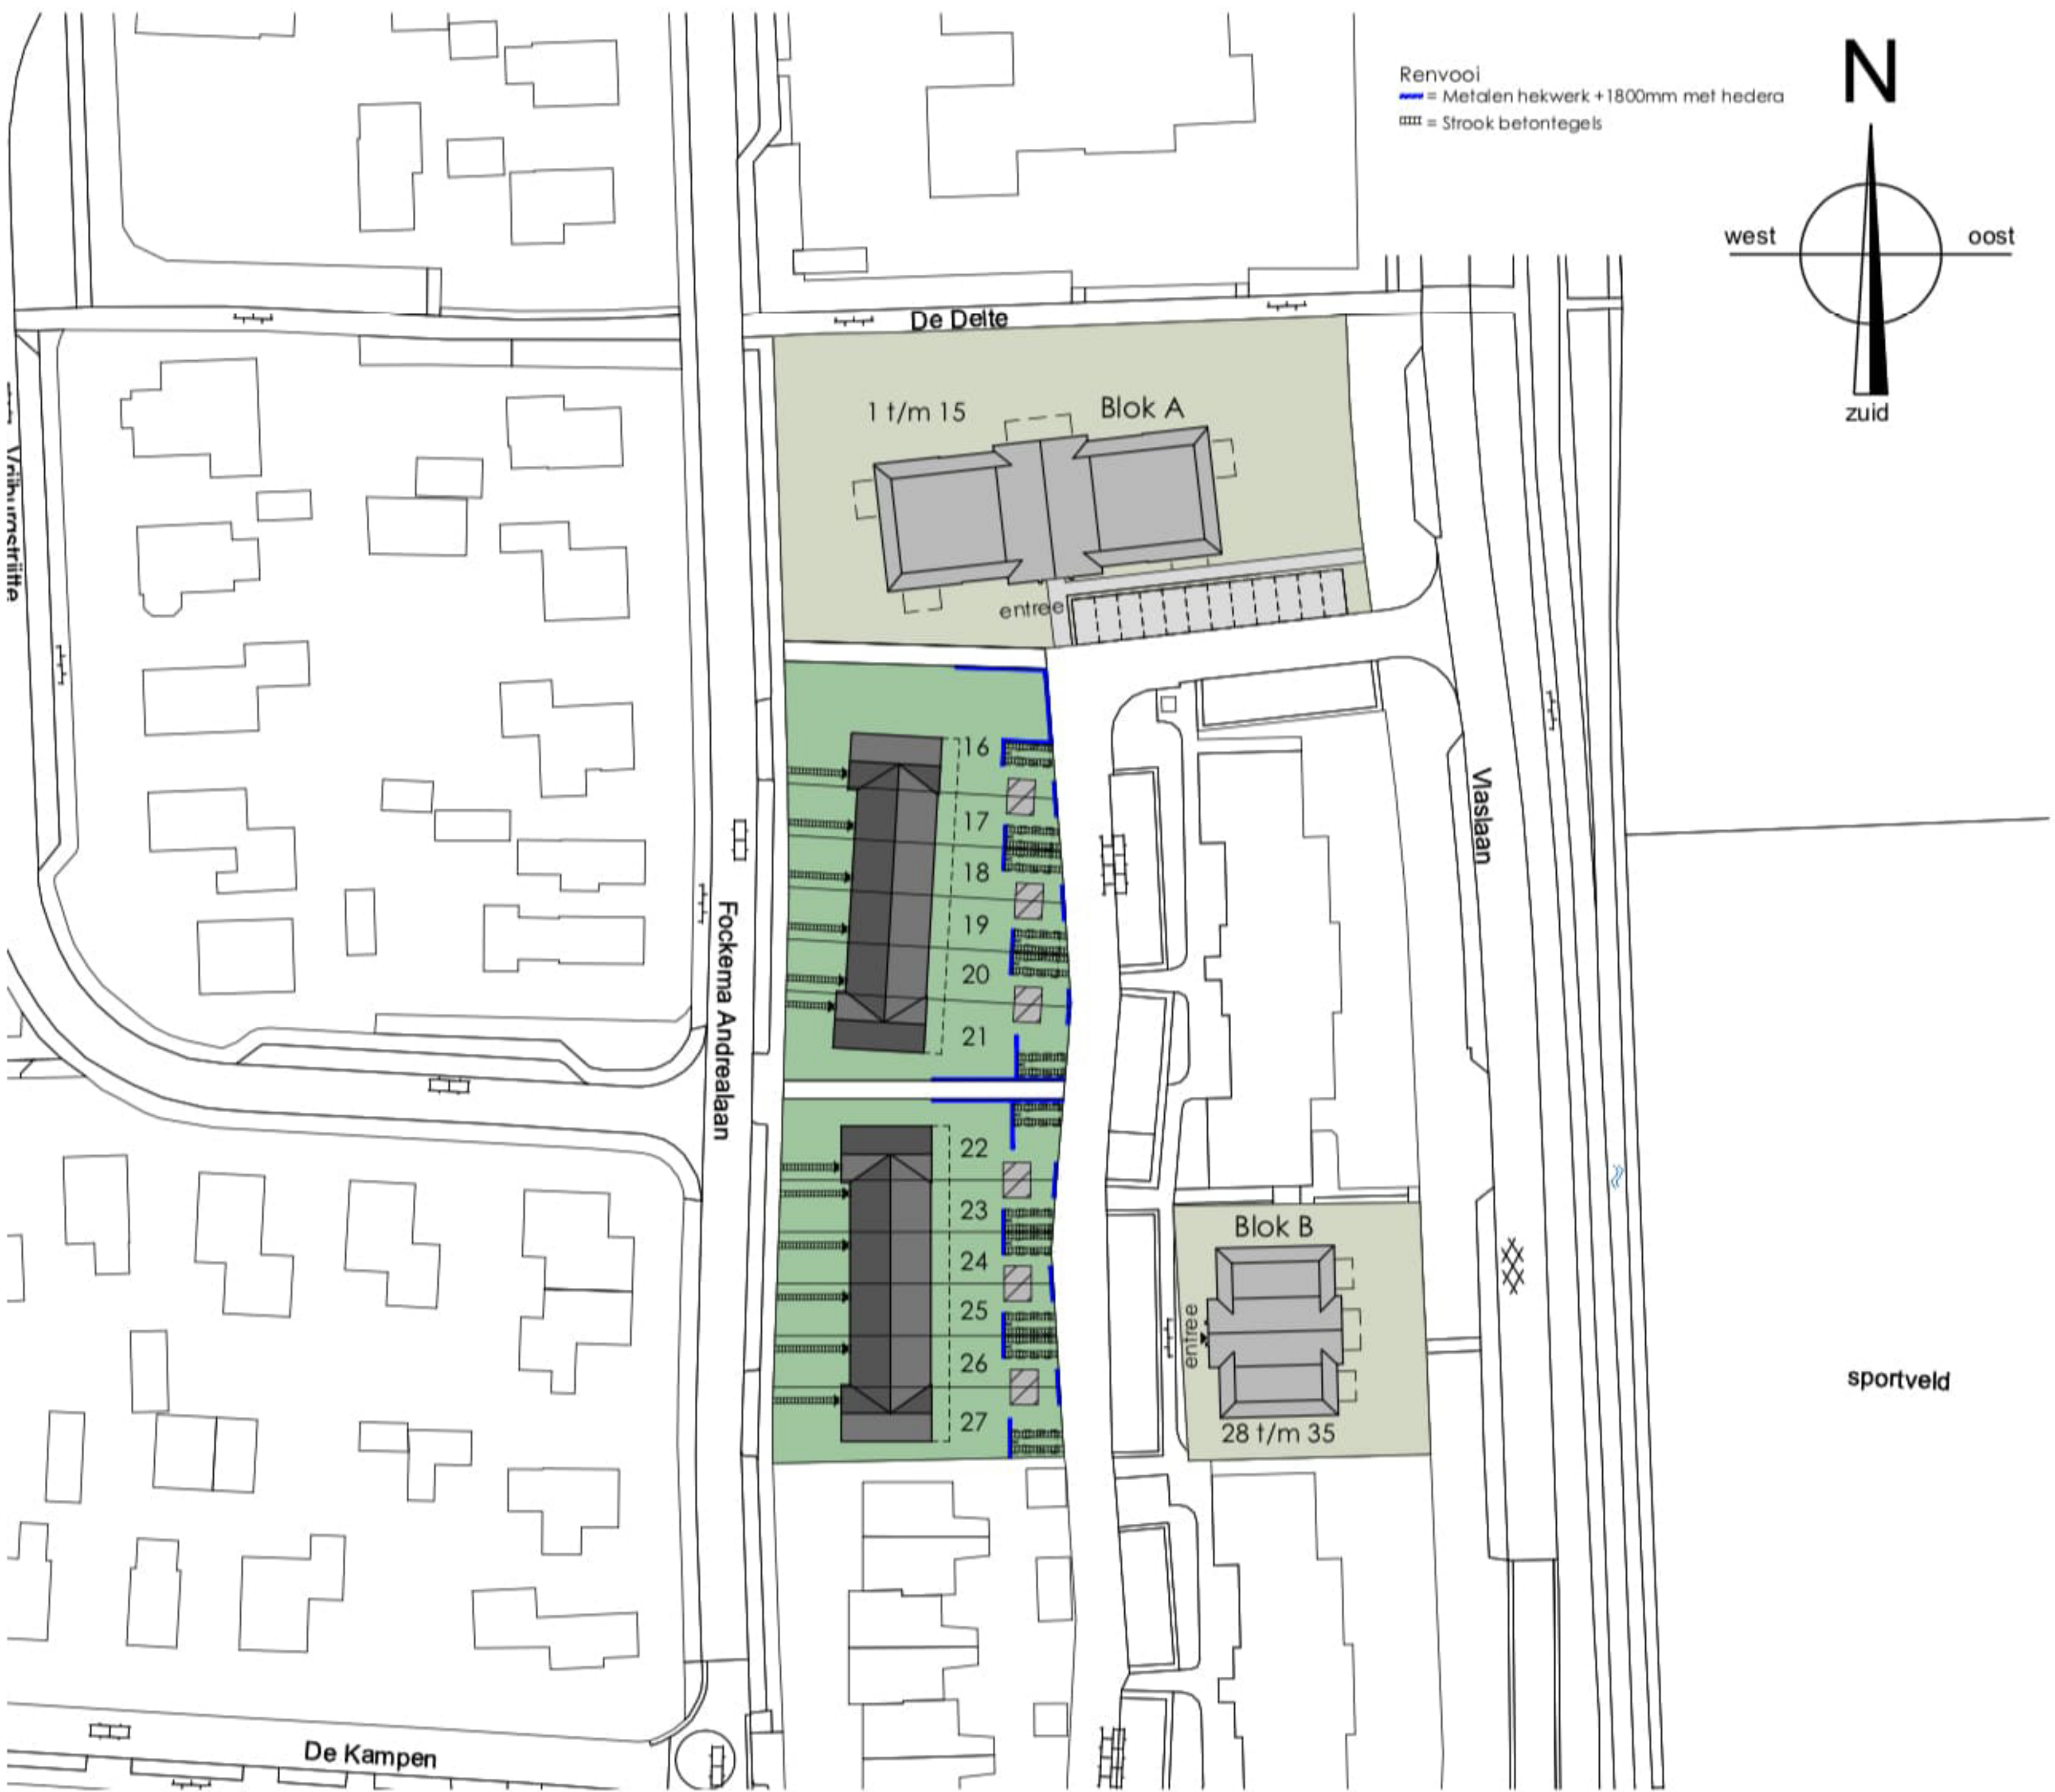 Renvooi
= Metalen hekwerk +1800mm met hedera
= Strook betontegels
N
west
oost
zuid
De Delte
1 t/m 15
Blok A
entree
16
17
18
19
20
21
22
23
24
25
26
27
Fockema Andrealaan
Vlaslaan
Blok B
entree
28 t/m 35
sportveld
De Kampen